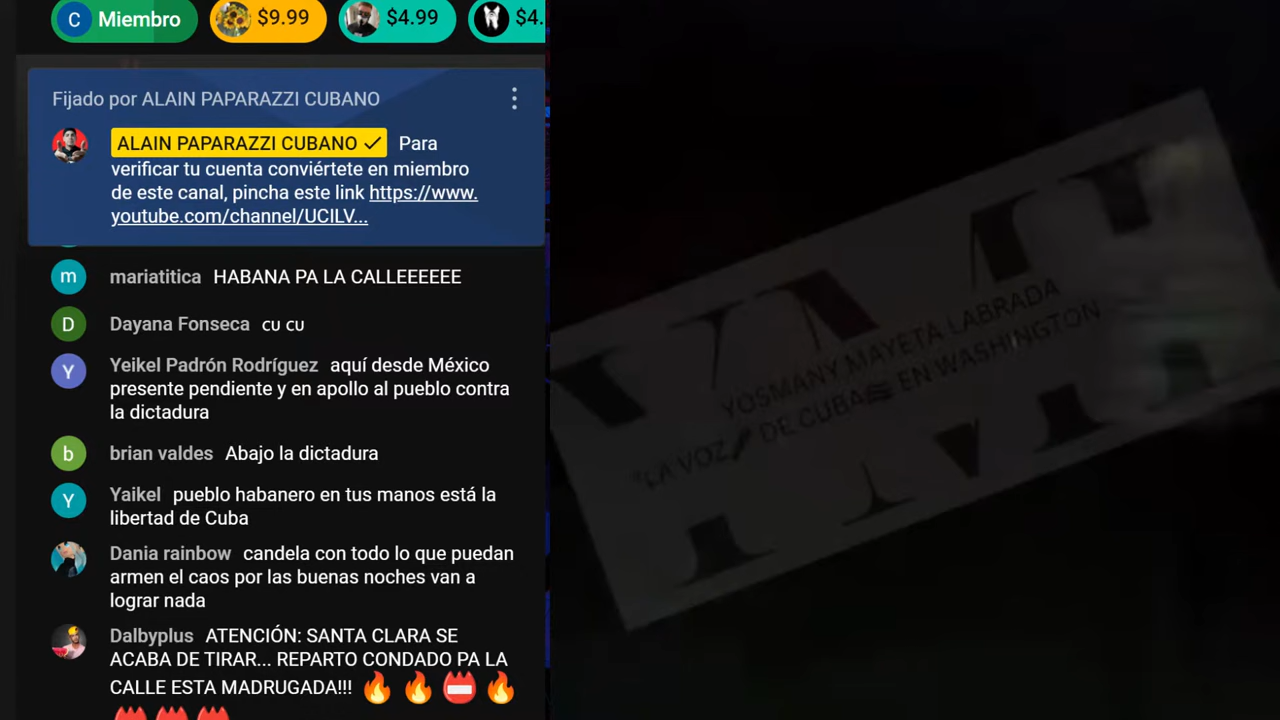 C Miembro
$9.99
$4.99
$4.
Fijado por ALAIN PAPARAZZI CUBANO
ALAIN PAPARAZZI CUBANO Para
verificar tu cuenta conviértete en miembro
de este canal, pincha este link https://www.
youtube.com/channel/UCILV...
m mariatitica HABANA PA LA CALLEEEEEE
D Dayana Fonseca cu cu
Y Yeikel Padrón Rodríguez aquí desde México
presente pendiente y en apollo al pueblo contra
la dictadura
b brian valdes Abajo la dictadura
Y Yaikel pueblo habanero en tus manos está la
libertad de Cuba
Dania rainbow candela con todo lo que puedan
armen el caos por las buenas noches van a
lograr nada
Dalbyplus ATENCIÓN: SANTA CLARA SE
ACABA DE TIRAR... REPARTO CONDADO PA LA
CALLE ESTA MADRUGADA!!!
YOSMANY MAYETA LABRADA
"LA VOZ DE CUBA EN WASHINGTON